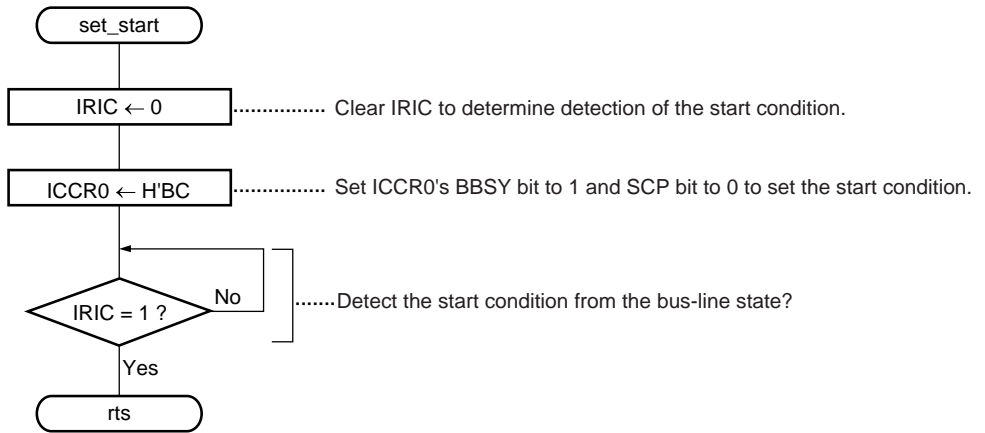 set_start
IRIC ← 0
................ Clear IRIC to determine detection of the start condition.
ICCR0 ← H'BC
................ Set ICCR0's BBSY bit to 1 and SCP bit to 0 to set the start condition.
IRIC = 1 ?
No
.......Detect the start condition from the bus-line state?
Yes
rts